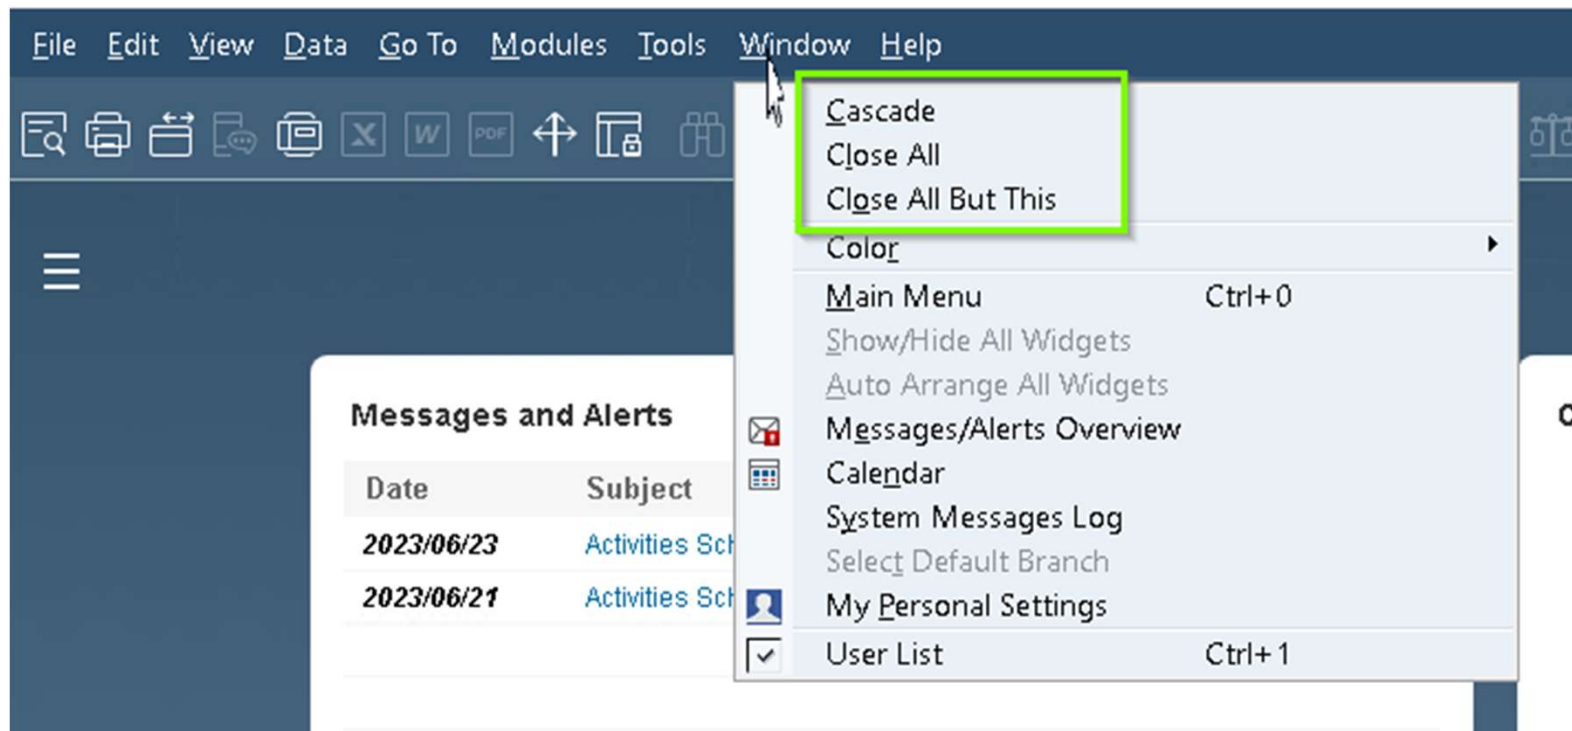 File Edit View Data Go To Modules Tools Window Help
X W PDF
Cascade
Close All
Close All But This
Color
Main Menu Ctrl+0
Show/Hide All Widgets
Auto Arrange All Widgets
Messages/Alerts Overview
Calendar
System Messages Log
Select Default Branch
My Personal Settings
User List Ctrl+1
Messages and Alerts
Date Subject
2023/06/23 Activities
2023/06/21 Activities